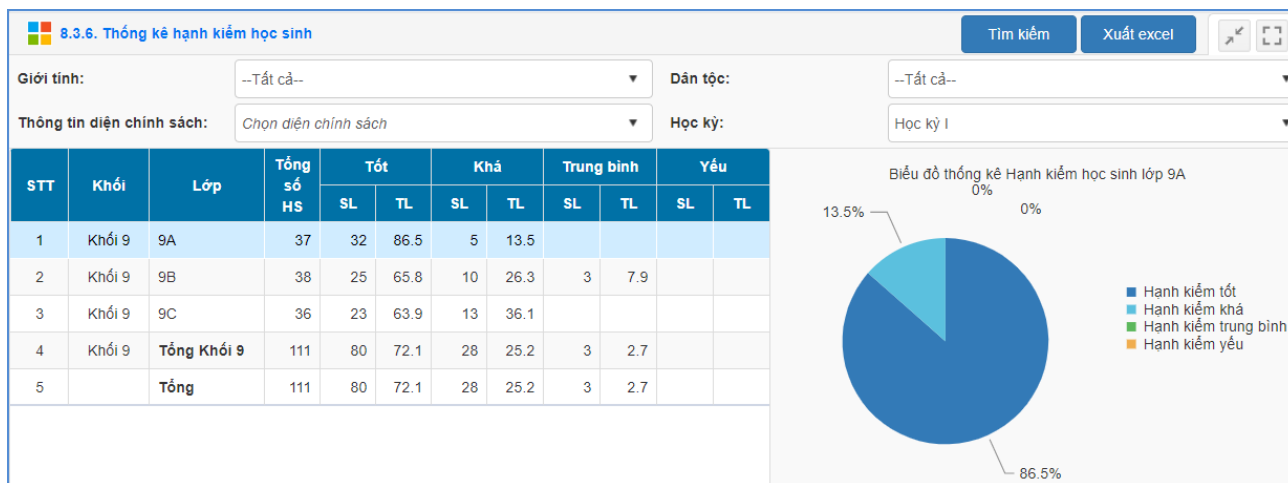 8.3.6. Thống kê hạnh kiểm học sinh Tìm kiếm Xuất excel
Giới tính: --Tất cả-- Dân tộc: --Tất cả--
Thông tin diện chính sách: Chọn diện chính sách Học kỳ: Học kỳ I
STT Khối Lớp Tổng số HS Tốt Khá Trung bình Yếu
SL TL SL TL SL TL SL TL
1 Khối 9 9A 37 32 86.5 5 13.5
2 Khối 9 9B 38 25 65.8 10 26.3 3 7.9
3 Khối 9 9C 36 23 63.9 13 36.1
4 Khối 9 Tổng Khối 9 111 80 72.1 28 25.2 3 2.7
5 Tổng 111 80 72.1 28 25.2 3 2.7
Biểu đồ thống kê Hạnh kiểm học sinh lớp 9A
0%
0%
13.5%
Hạnh kiểm tốt
Hạnh kiểm khá
Hạnh kiểm trung bình
Hạnh kiểm yếu
86.5%